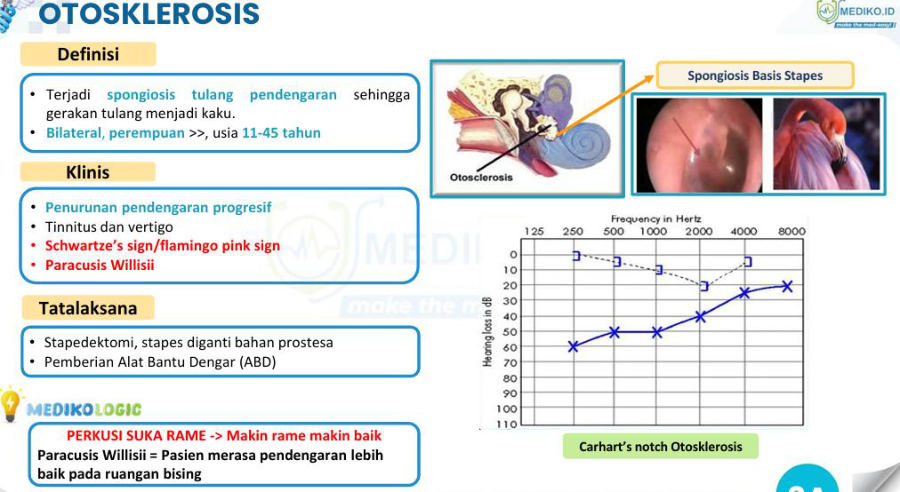 OTOSKLEROSIS
MEDIKO.ID
make the med-easy!
Definisi
• Terjadi spongiosis tulang pendengaran sehingga
gerakan tulang menjadi kaku.
• Bilateral, perempuan >>, usia 11-45 tahun
Klinis
• Penurunan pendengaran progresif
• Tinnitus dan vertigo
• Schwartze's sign/flamingo pink sign
• Paracusis Willisii
Tatalaksana
• Stapedektomi, stapes diganti bahan prostesa
• Pemberian Alat Bantu Dengar (ABD)
MEDIKOLOGIC
PERKUSI SUKA RAME -> Makin rame makin baik
Paracusis Willisii = Pasien merasa pendengaran lebih
baik pada ruangan bising
Otosclerosis
Spongiosis Basis Stapes
Frequency in Hertz
125 250 500 1000 2000 4000 8000
Hearing loss in dB
0
10
20
30
40
50
60
70
80
90
100
110
Carhart's notch Otosklerosis
MEDI
make the m